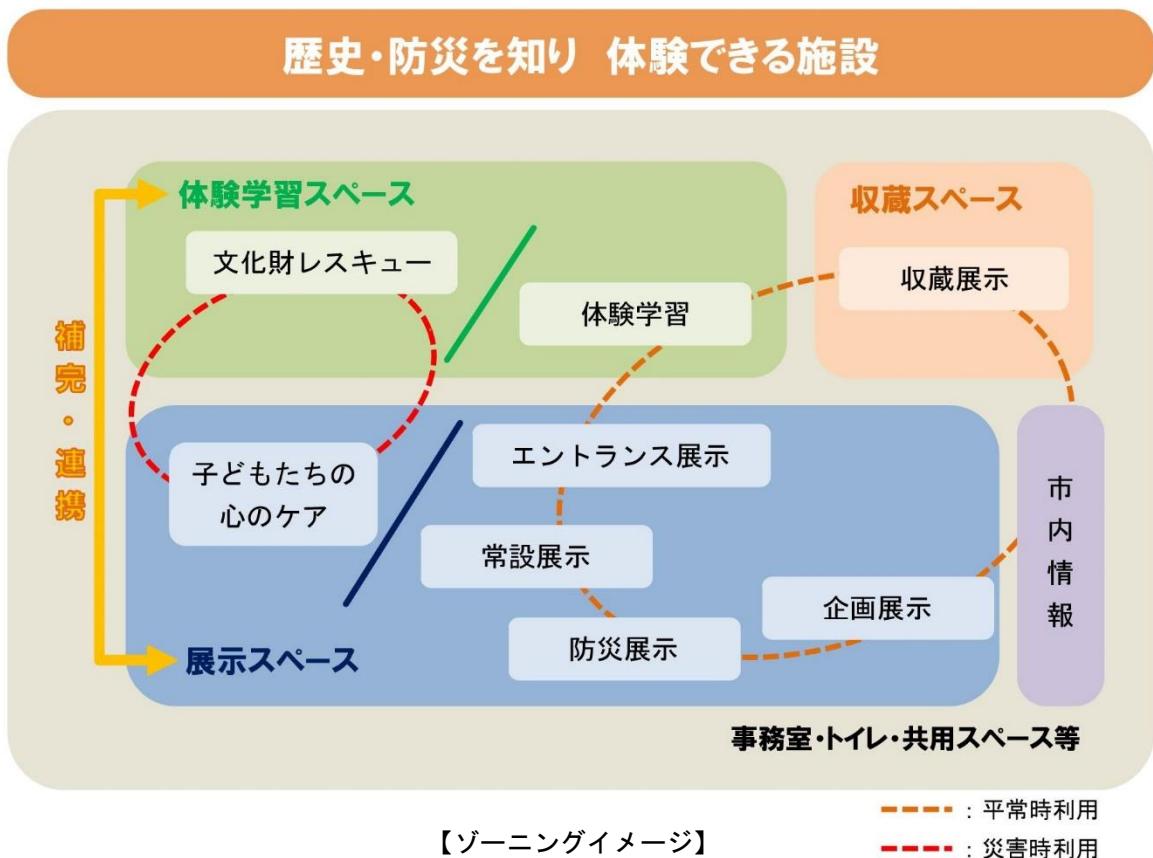 歴史・防災を知り 体験できる施設
体験学習スペース
収蔵スペース
文化財レスキュー
収蔵展示
体験学習
補完・連携
エントランス展示
子どもたちの
心のケア
市内情報
常設展示
企画展示
防災展示
展示スペース
事務室・トイレ・共用スペース等
：平常時利用
【ゾーニングイメージ】
：災害時利用